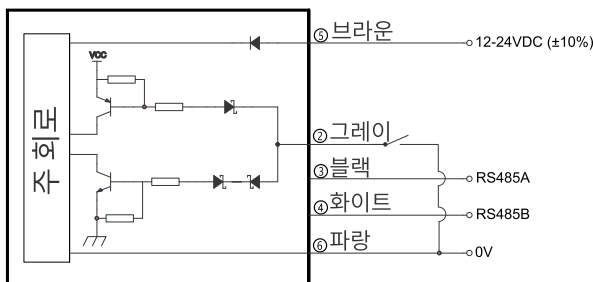 ⑤ 브라운 12-24VDC (±10%)
VCC
주 회로
② 그레이
③ 블랙 RS485A
④ 화이트 RS485B
⑥ 파랑 0V